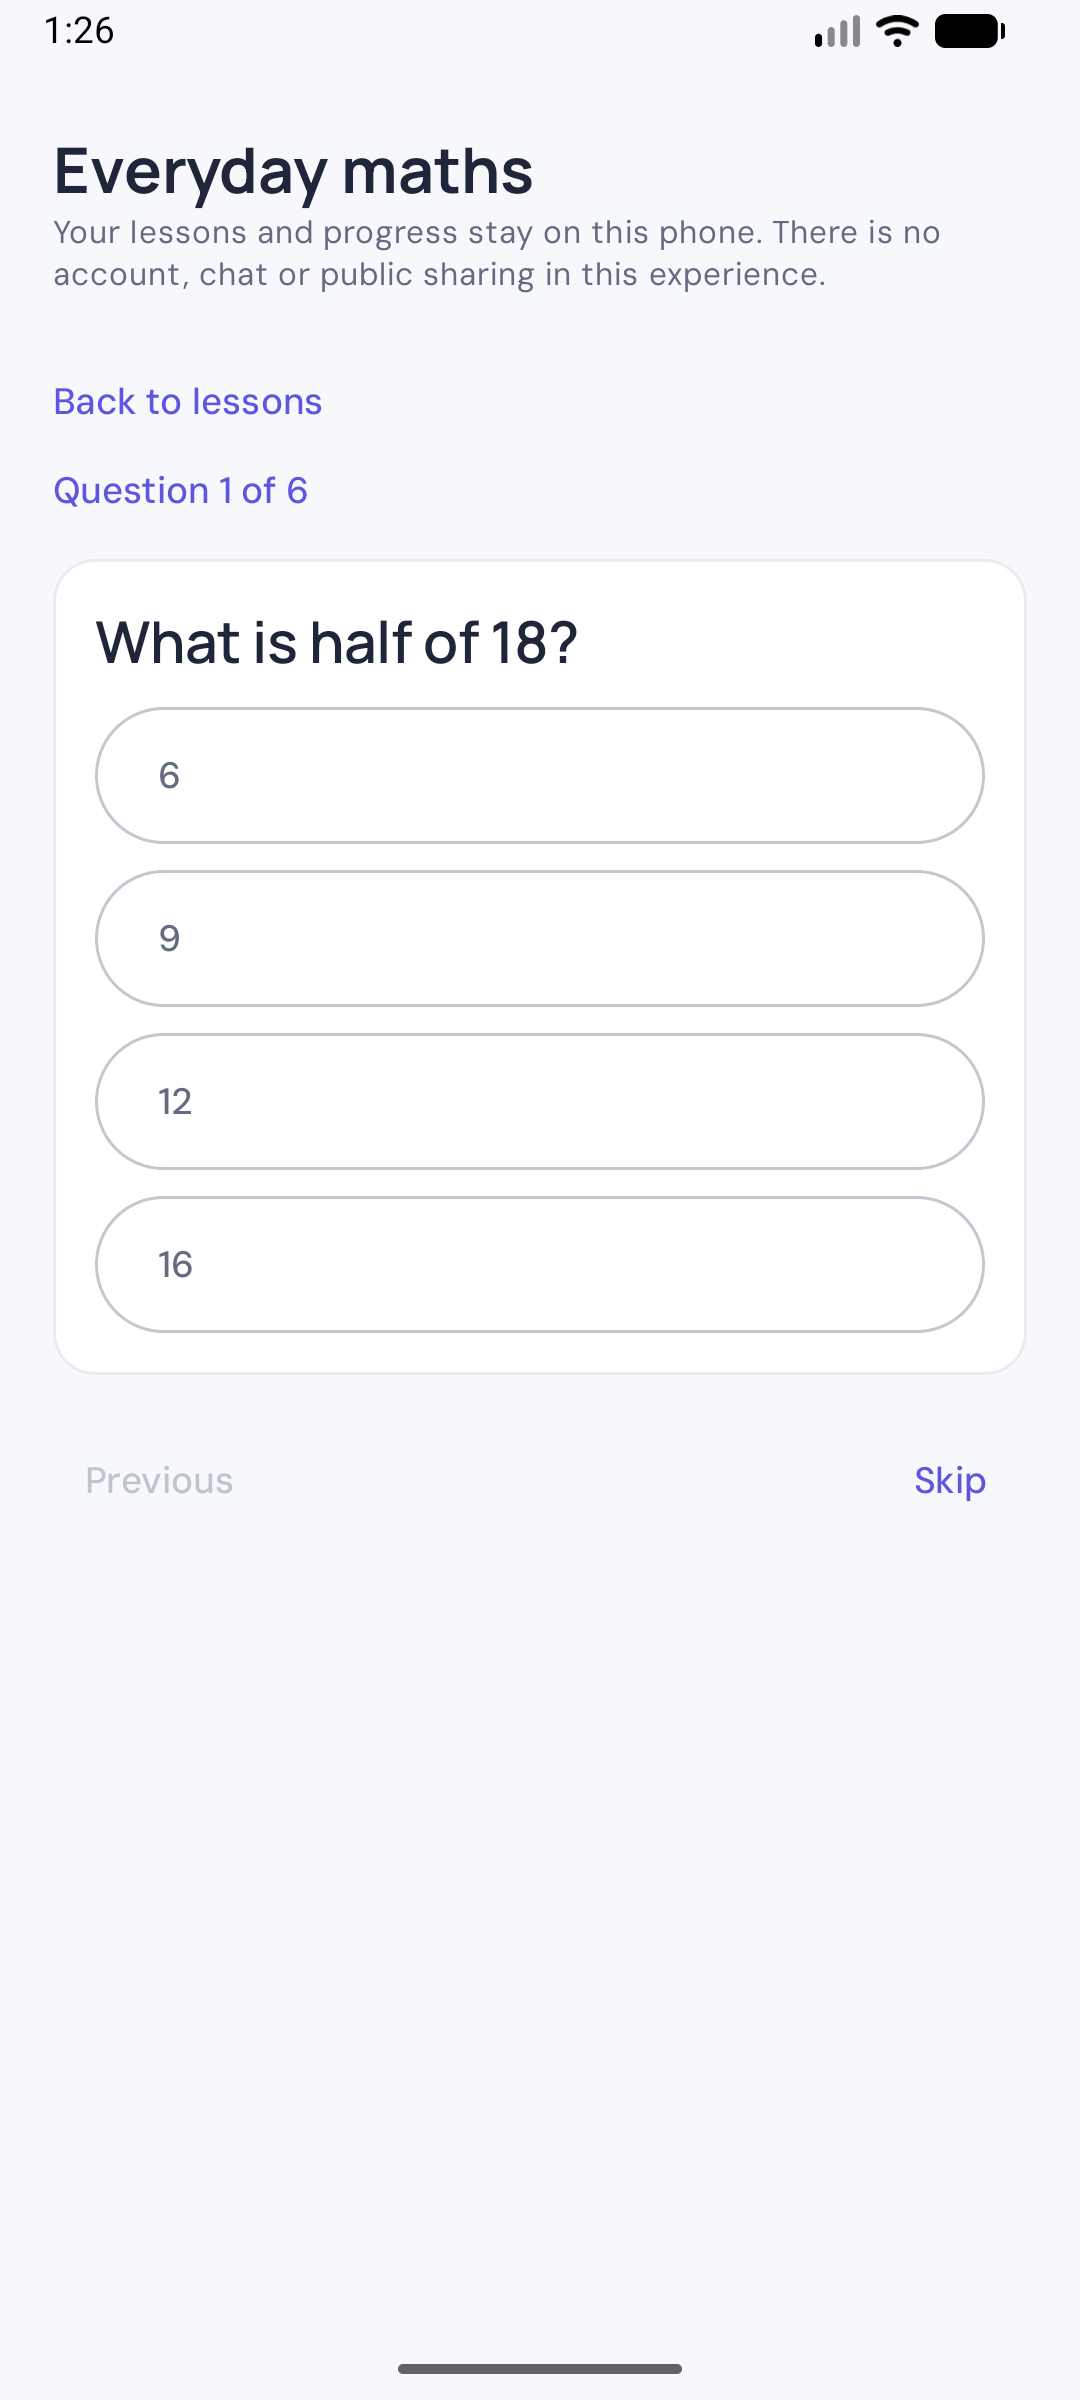 1:26
Everyday maths
Your lessons and progress stay on this phone. There is no
account, chat or public sharing in this experience.
Back to lessons
Question 1 of 6
What is half of 18?
6
9
12
16
Previous
Skip